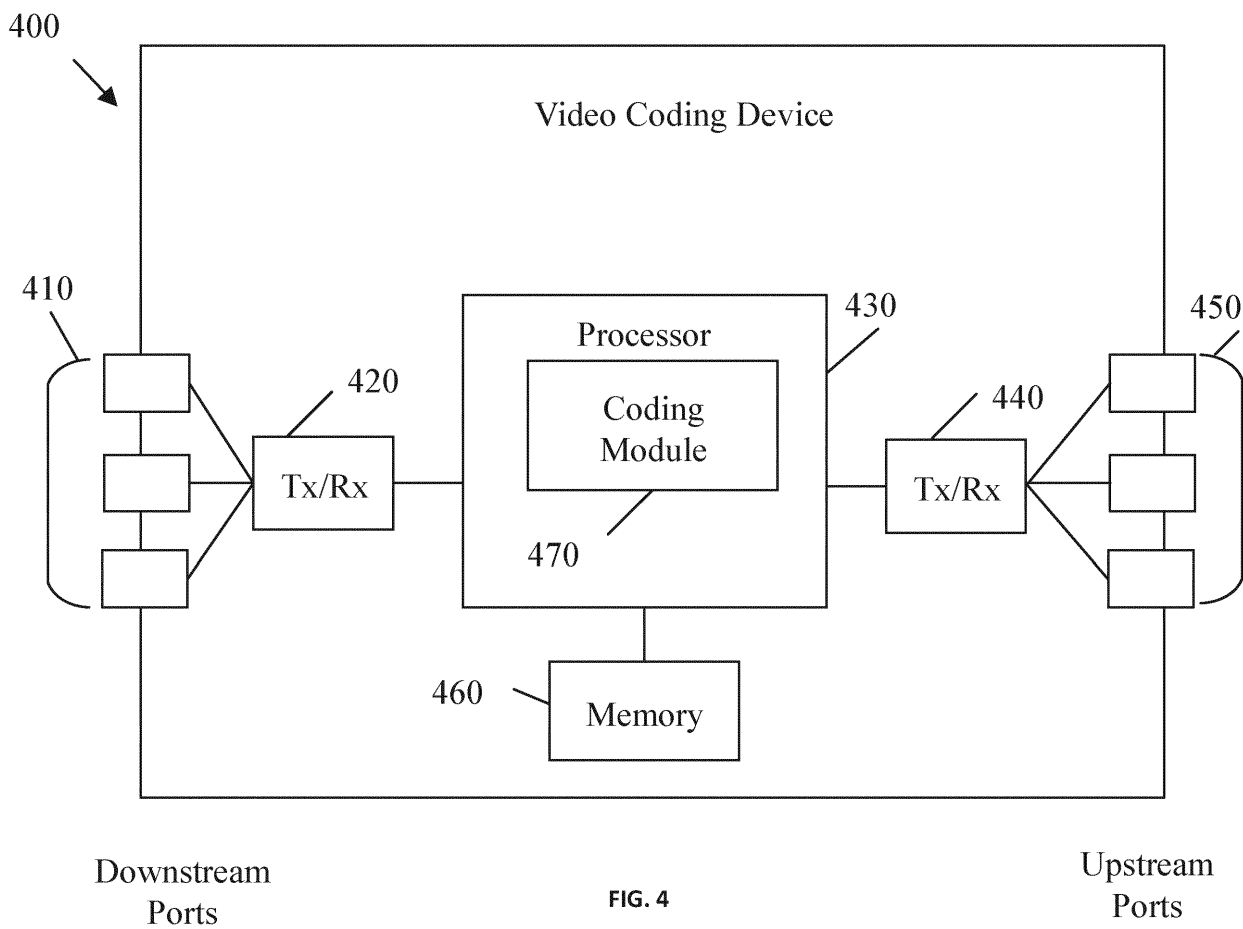 400
Video Coding Device
410
430
450
Processor
420
Coding
Module
440
Tx/Rx
Tx/Rx
470
460
Memory
Downstream
Ports
Upstream
Ports
FIG. 4